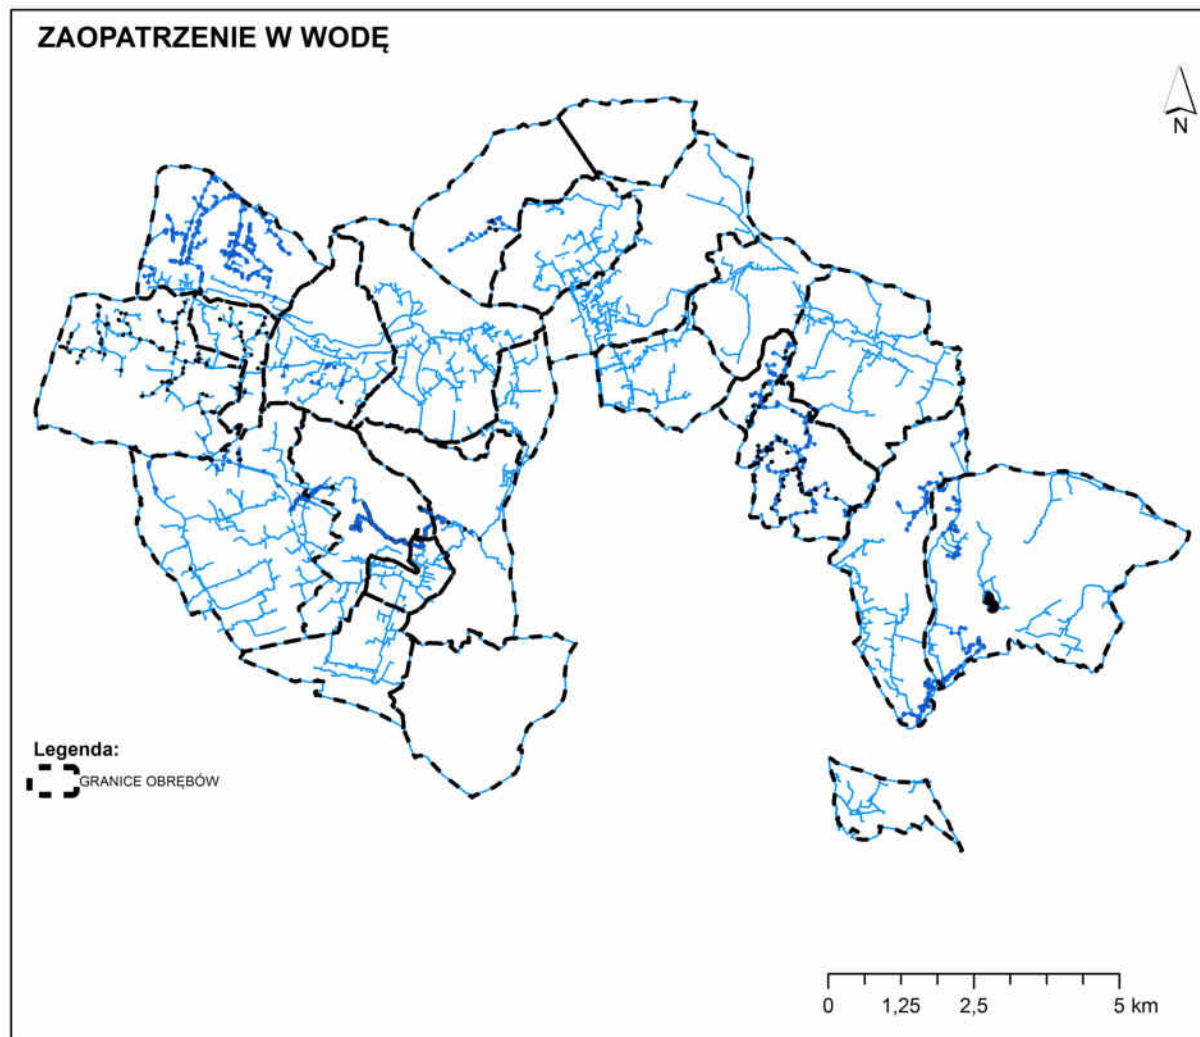 ZAOPATRZENIE W WODĘ
N
Legenda:
GRANICE OBRĘBÓW
0 1,25 2,5 5 km